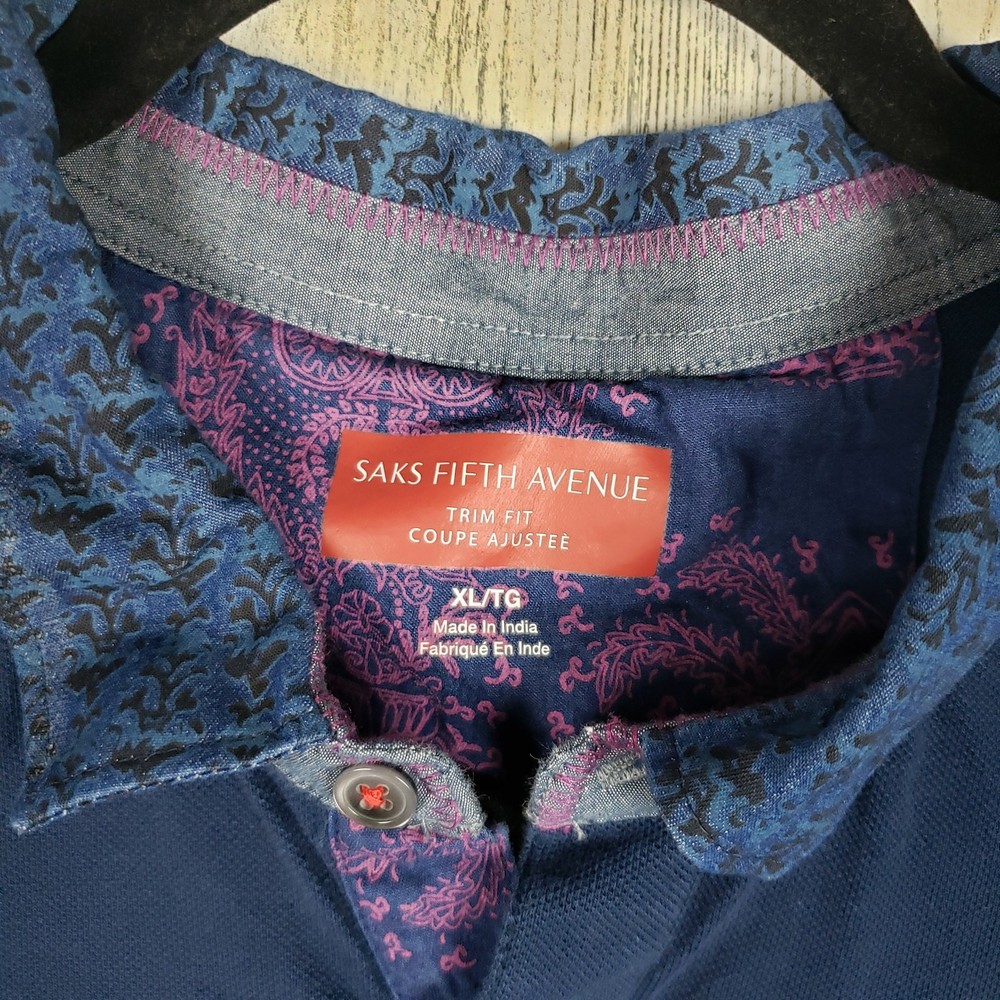 SAKS FIFTH AVENUE
TRIM FIT
COUPE AJUSTEÈ
XL/TG
Made In India
Fabriqué En Inde